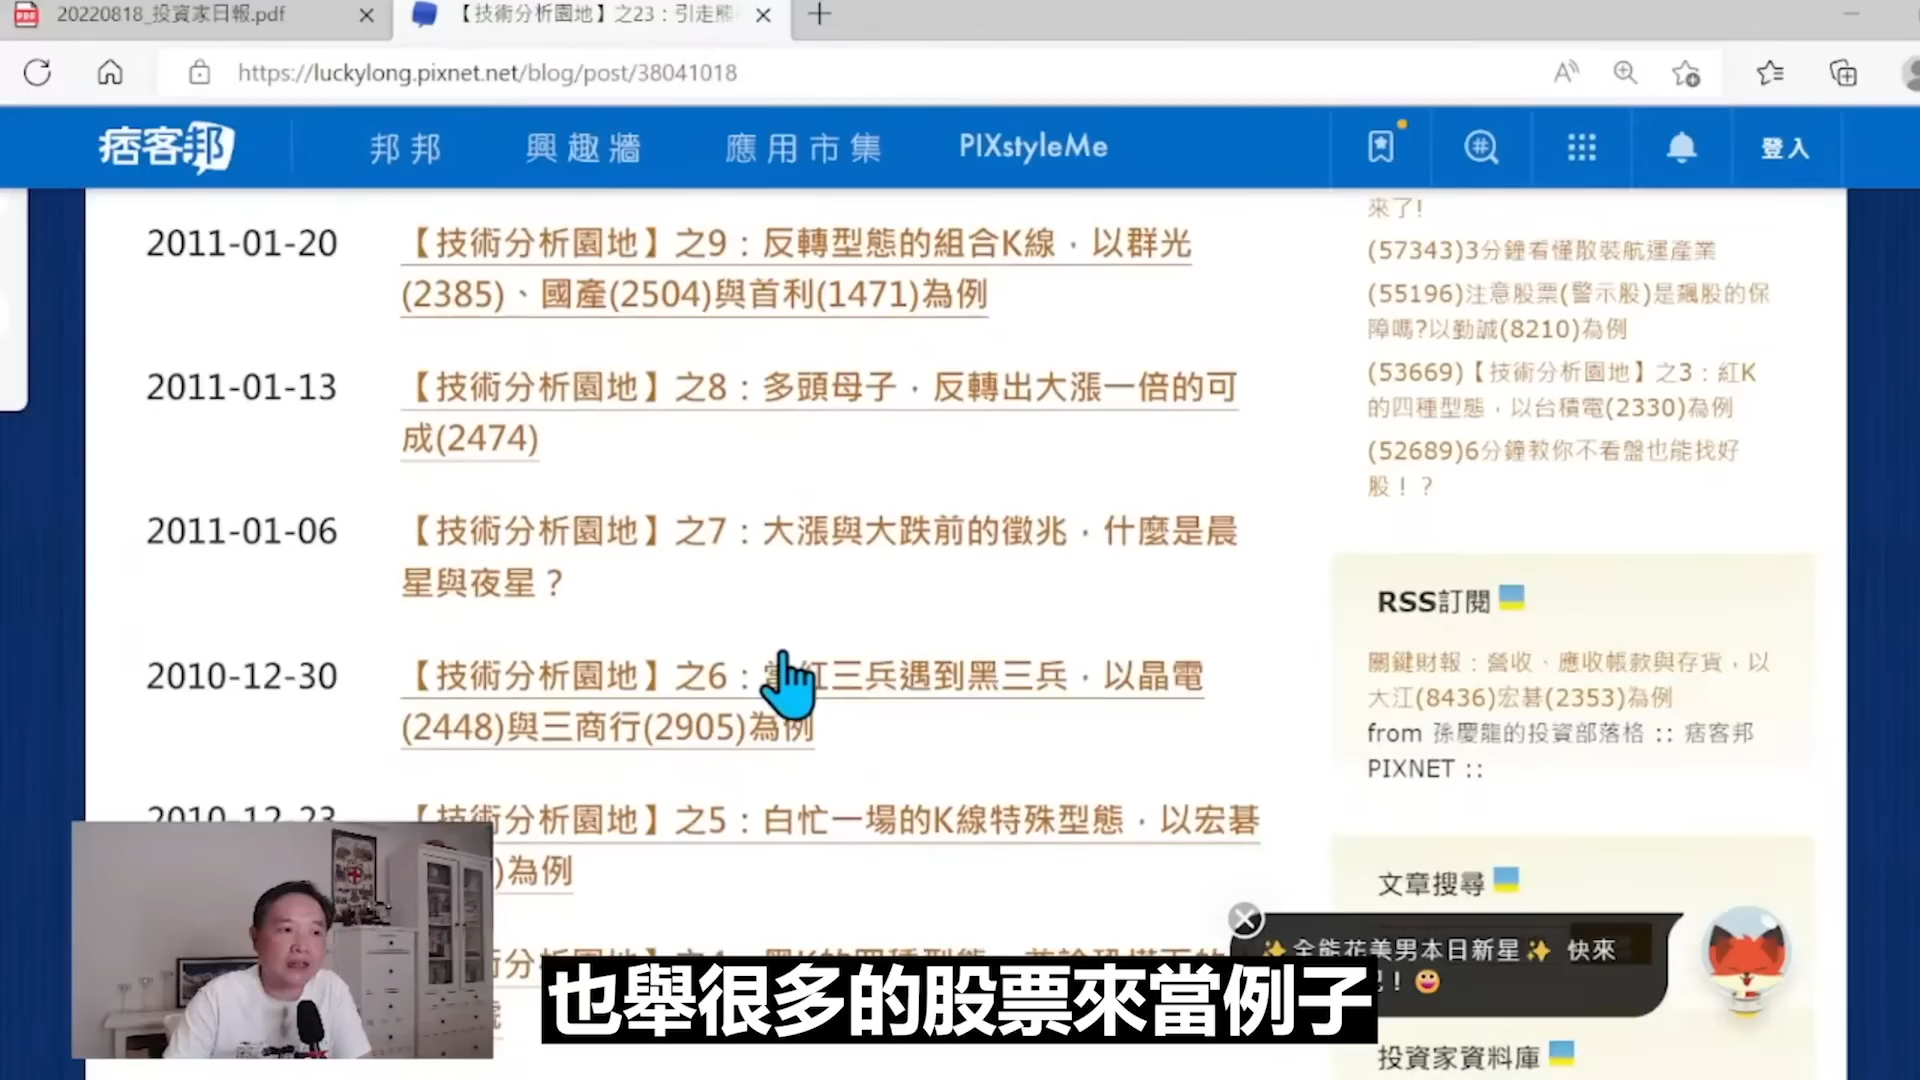 20220818_投資家日報.pdf
【技術分析園地】之23：引走熊
https://luckylong.pixnet.net/blog/post/38041018
痞客邦
邦邦
興趣牆
應用市集
PIXstyleMe
登入
2011-01-20
【技術分析園地】之9：反轉型態的組合K線，以群光
(2385)、國產(2504)與首利(1471)為例
2011-01-13
【技術分析園地】之8：多頭母子，反轉出大漲一倍的可
成(2474)
2011-01-06
【技術分析園地】之7：大漲與大跌前的徵兆，什麼是晨
星與夜星？
2010-12-30
【技術分析園地】之6：當紅三兵遇到黑三兵，以晶電
(2448)與三商行(2905)為例
2010-12-23
【技術分析園地】之5：白忙一場的K線特殊型態，以宏碁
)為例
來了!
(57343)3分鐘看懂散裝航運產業
(55196)注意股票(警示股)是飆股的保
障嗎?以勤誠(8210)為例
(53669)【技術分析園地】之3：紅K
的四種型態，以台積電(2330)為例
(52689)6分鐘教你不看盤也能找好
股！？
RSS訂閱
關鍵財報：營收、應收帳款與存貨，以
大江(8436)宏碁(2353)為例
from 孫慶龍的投資部落格 :: 痞客邦
PIXNET ::
文章搜尋
✨全能花美男本日新星✨ 快來
！😀
投資家資料庫
也舉很多的股票來當例子